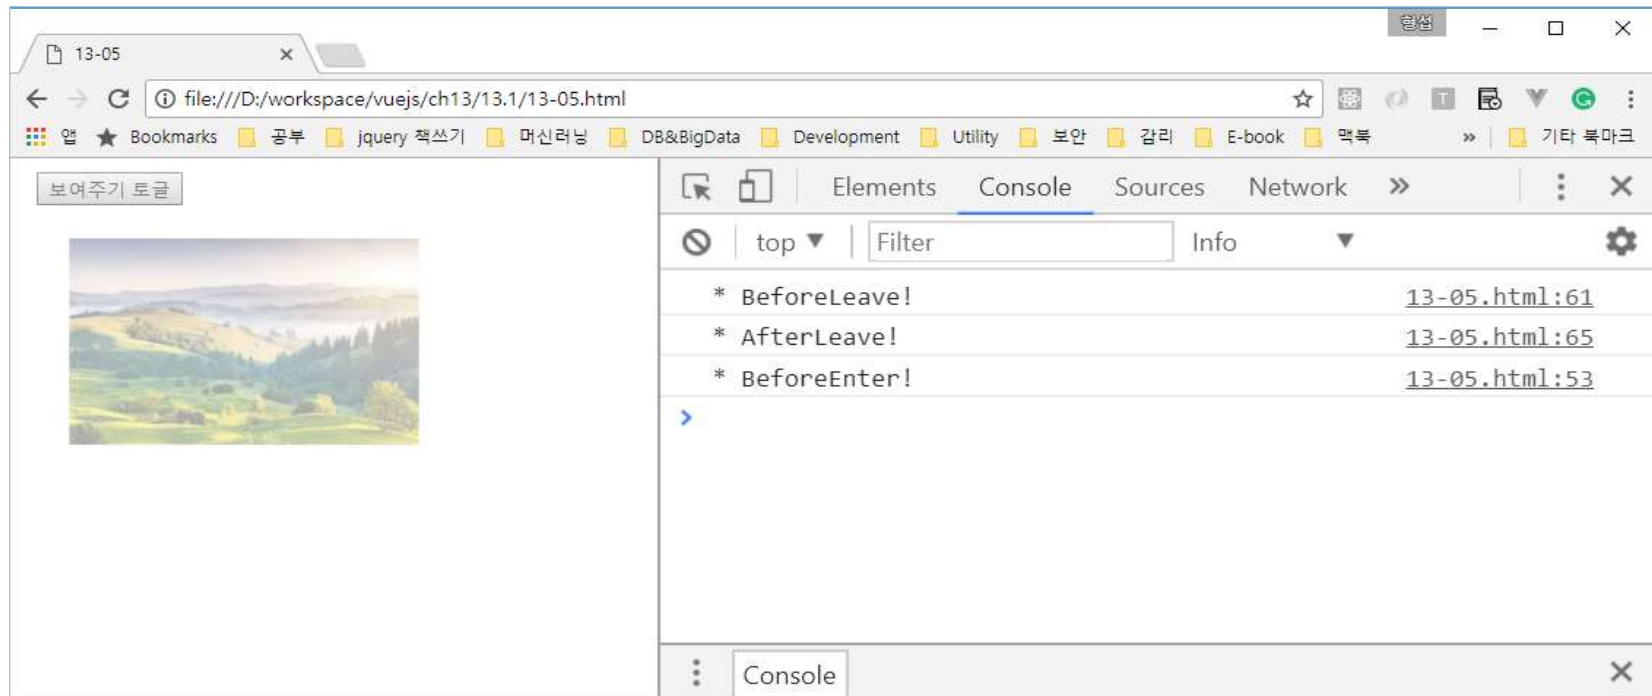 형섭
13-05
file:///D:/workspace/vuejs/ch13/13.1/13-05.html
앱 Bookmarks 공부 jquery 책쓰기 머신러닝 DB&BigData Development Utility 보안 감리 E-book 맥북 » 기타 북마크
보여주기 토글
Elements Console Sources Network »
top Filter Info
* BeforeLeave! 13-05.html:61
* AfterLeave! 13-05.html:65
* BeforeEnter! 13-05.html:53
>
Console